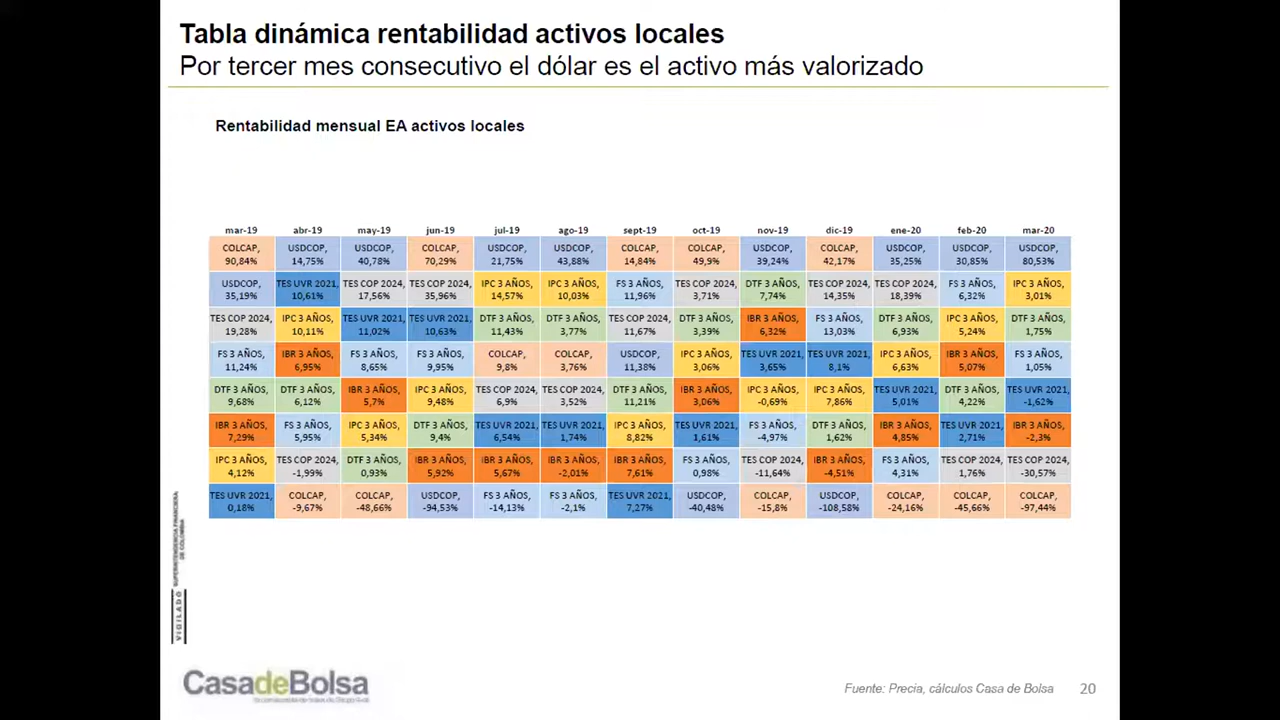 Tabla dinámica rentabilidad activos locales
Por tercer mes consecutivo el dólar es el activo más valorizado
Rentabilidad mensual EA activos locales
mar-19 abr-19 may-19 jun-19 jul-19 ago-19 sept-19 oct-19 nov-19 dic-19 ene-20 feb-20 mar-20
COLCAP, USDCOP, USDCOP, COLCAP, USDCOP, USDCOP, COLCAP, COLCAP, USDCOP, COLCAP, USDCOP, USDCOP, USDCOP,
90,84% 14,75% 40,78% 70,29% 21,75% 43,88% 14,84% 49,9% 39,24% 42,17% 35,25% 30,85% 80,53%
USDCOP, TES UVR 2021, TES COP 2024, TES COP 2024, IPC 3 AÑOS, IPC 3 AÑOS, FS 3 AÑOS, TES COP 2024, DTF 3 AÑOS, TES COP 2024, TES COP 2024, FS 3 AÑOS, IPC 3 AÑOS,
35,19% 10,61% 17,56% 35,96% 14,57% 10,03% 11,96% 3,71% 7,74% 14,35% 18,39% 6,32% 3,01%
TES COP 2024, IPC 3 AÑOS, TES UVR 2021, TES UVR 2021, DTF 3 AÑOS, DTF 3 AÑOS, TES COP 2024, DTF 3 AÑOS, IBR 3 AÑOS, FS 3 AÑOS, DTF 3 AÑOS, IPC 3 AÑOS, DTF 3 AÑOS,
19,28% 10,11% 11,02% 10,63% 11,43% 3,77% 11,67% 3,39% 6,32% 13,03% 6,93% 5,24% 1,75%
FS 3 AÑOS, IBR 3 AÑOS, FS 3 AÑOS, FS 3 AÑOS, COLCAP, COLCAP, USDCOP, IPC 3 AÑOS, TES UVR 2021, TES UVR 2021, IPC 3 AÑOS, IBR 3 AÑOS, FS 3 AÑOS,
11,24% 6,95% 8,65% 9,95% 9,8% 3,76% 11,38% 3,06% 3,65% 8,1% 6,63% 5,07% 1,05%
DTF 3 AÑOS, DTF 3 AÑOS, IBR 3 AÑOS, IPC 3 AÑOS, TES COP 2024, TES COP 2024, DTF 3 AÑOS, IBR 3 AÑOS, IPC 3 AÑOS, IPC 3 AÑOS, TES UVR 2021, DTF 3 AÑOS, TES UVR 2021,
9,68% 6,12% 5,7% 9,48% 6,9% 3,52% 11,21% 3,06% -0,69% 7,86% 5,01% 4,22% -1,62%
IBR 3 AÑOS, FS 3 AÑOS, IPC 3 AÑOS, DTF 3 AÑOS, TES UVR 2021, TES UVR 2021, IPC 3 AÑOS, TES UVR 2021, FS 3 AÑOS, DTF 3 AÑOS, IBR 3 AÑOS, TES UVR 2021, IBR 3 AÑOS,
7,29% 5,95% 5,34% 9,4% 6,54% 1,74% 8,82% 1,61% -4,97% 1,62% 4,85% 2,71% -2,3%
IPC 3 AÑOS, TES COP 2024, DTF 3 AÑOS, IBR 3 AÑOS, IBR 3 AÑOS, IBR 3 AÑOS, IBR 3 AÑOS, FS 3 AÑOS, TES COP 2024, IBR 3 AÑOS, FS 3 AÑOS, TES COP 2024, TES COP 2024,
4,12% -1,99% 0,93% 5,92% 5,67% -2,01% 7,61% 0,98% -11,64% -4,51% 4,31% 1,76% -30,57%
TES UVR 2021, COLCAP, COLCAP, USDCOP, FS 3 AÑOS, FS 3 AÑOS, TES UVR 2021, USDCOP, COLCAP, USDCOP, COLCAP, COLCAP, COLCAP,
0,18% -9,67% -48,66% -94,53% -14,13% -2,1% 7,27% -40,48% -15,8% -108,58% -24,16% -45,66% -97,44%
VIGILADO SUPERINTENDENCIA FINANCIERA
DE COLOMBIA
CasadeBolsa
Fuente: Precia, cálculos Casa de Bolsa 20